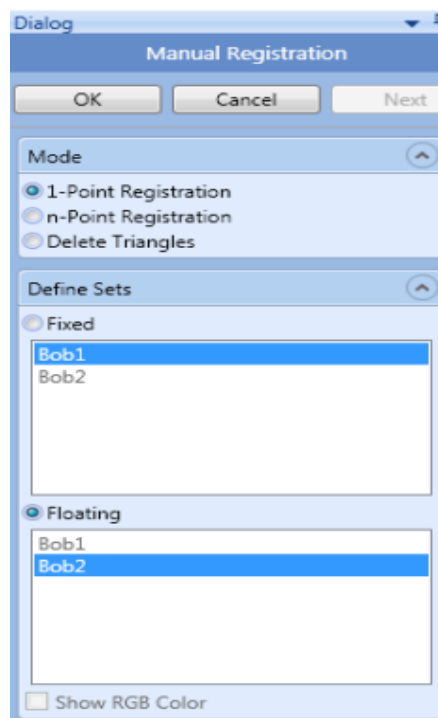 Dialog
Manual Registration
OK Cancel Next
Mode
1-Point Registration
n-Point Registration
Delete Triangles
Define Sets
Fixed
Bob1
Bob2
Floating
Bob1
Bob2
Show RGB Color